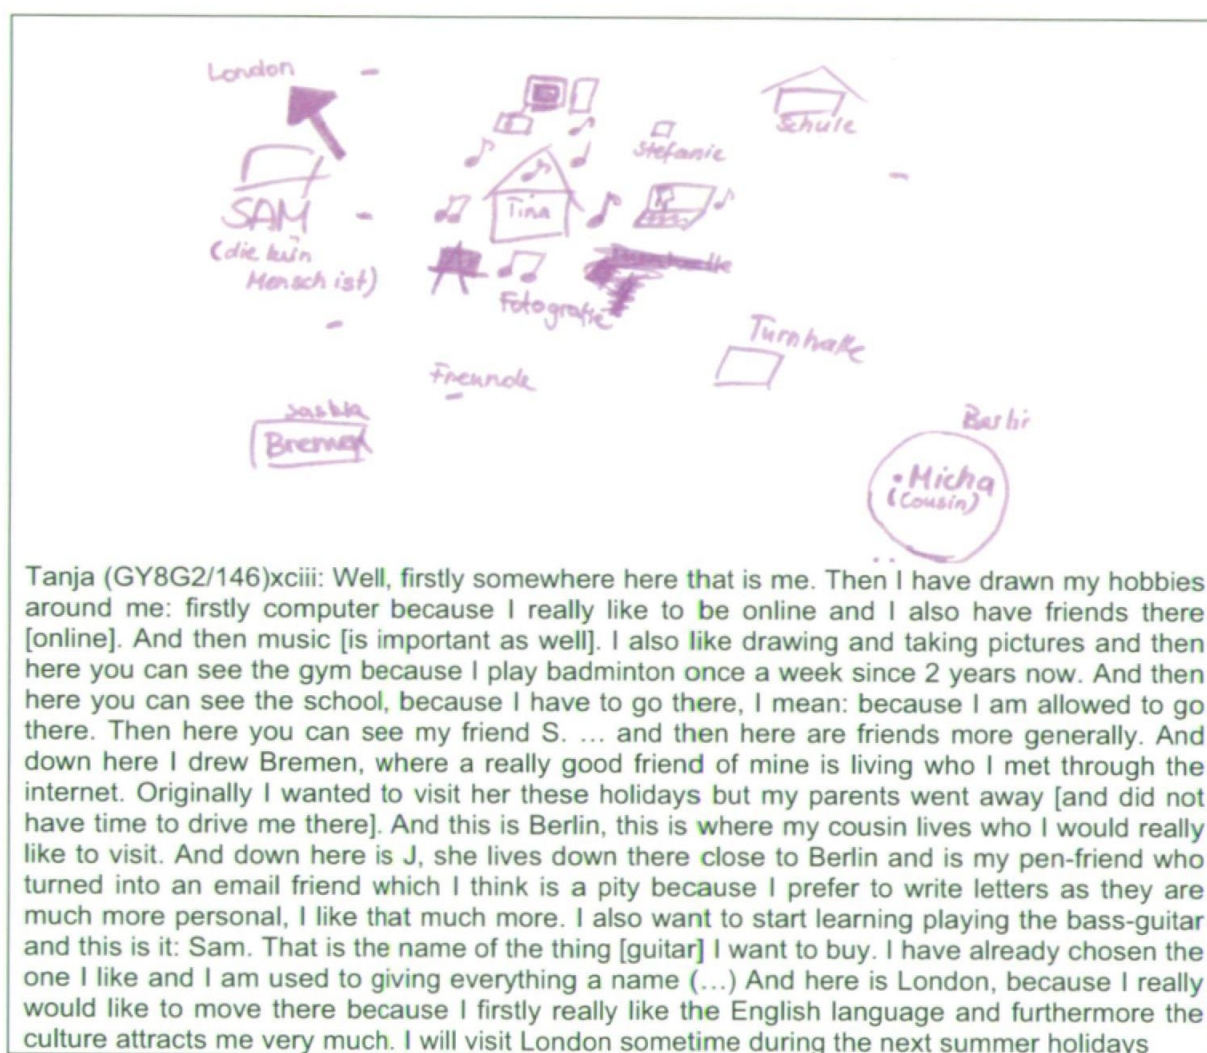 London
Schule
Stefanie
Tina
SAM
(die kein
Mensch ist)
Fotografie
Turnhalle
Freunde
Saskia
Bremen
Micha
(Cousin)
Tanja (GY8G2/146)xciii: Well, firstly somewhere here that is me. Then I have drawn my hobbies
around me: firstly computer because I really like to be online and I also have friends there
[online]. And then music [is important as well]. I also like drawing and taking pictures and then
here you can see the gym because I play badminton once a week since 2 years now. And then
here you can see the school, because I have to go there, I mean: because I am allowed to go
there. Then here you can see my friend S. ... and then here are friends more generally. And
down here I drew Bremen, where a really good friend of mine is living who I met through the
internet. Originally I wanted to visit her these holidays but my parents went away [and did not
have time to drive me there]. And this is Berlin, this is where my cousin lives who I would really
like to visit. And down here is J, she lives down there close to Berlin and is my pen-friend who
turned into an email friend which I think is a pity because I prefer to write letters as they are
much more personal, I like that much more. I also want to start learning playing the bass-guitar
and this is it: Sam. That is the name of the thing [guitar] I want to buy. I have already chosen the
one I like and I am used to giving everything a name (...) And here is London, because I really
would like to move there because I firstly really like the English language and furthermore the
culture attracts me very much. I will visit London sometime during the next summer holidays